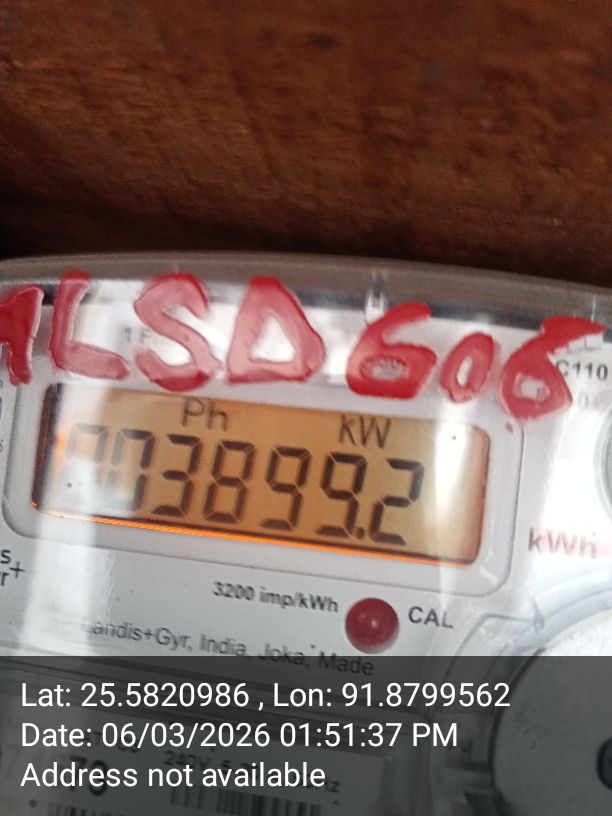 LSD606
C110
Ph kW
003899.2
kWh
3200 imp/kWh
CAL
Landis+Gyr, India, Joka, Made
Lat: 25.5820986 , Lon: 91.8799562
Date: 06/03/2026 01:51:37 PM
Address not available